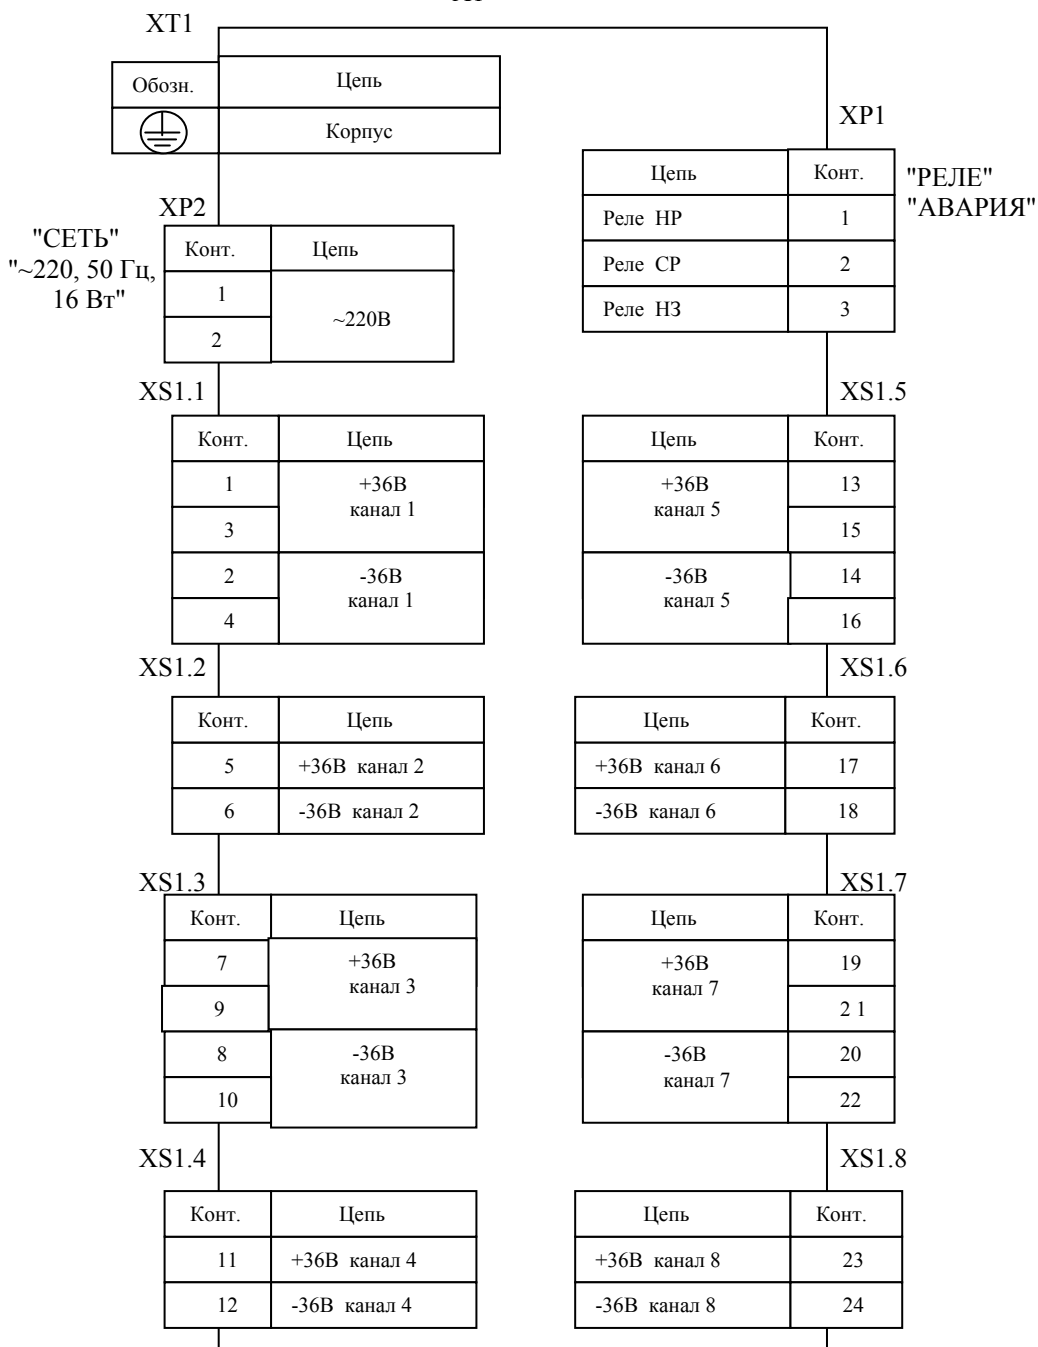 XT1
Обозн. Цепь
Корпус
XP1
Цепь Конт.
"РЕЛЕ"
"АВАРИЯ"
Реле НР 1
Реле СР 2
Реле НЗ 3
XP2
"СЕТЬ"
"~220, 50 Гц,
16 Вт"
Конт. Цепь
1
~220В
2
XS1.1
Конт. Цепь
1 +36В
канал 1
3
2 -36В
канал 1
4
XS1.5
Цепь Конт.
+36В 13
канал 5
15
-36В 14
канал 5
16
XS1.2
Конт. Цепь
5 +36В канал 2
6 -36В канал 2
XS1.6
Цепь Конт.
+36В канал 6 17
-36В канал 6 18
XS1.3
Конт. Цепь
7 +36В
канал 3
9
8 -36В
канал 3
10
XS1.7
Цепь Конт.
+36В 19
канал 7
2 1
-36В 20
канал 7
22
XS1.4
Конт. Цепь
11 +36В канал 4
12 -36В канал 4
XS1.8
Цепь Конт.
+36В канал 8 23
-36В канал 8 24